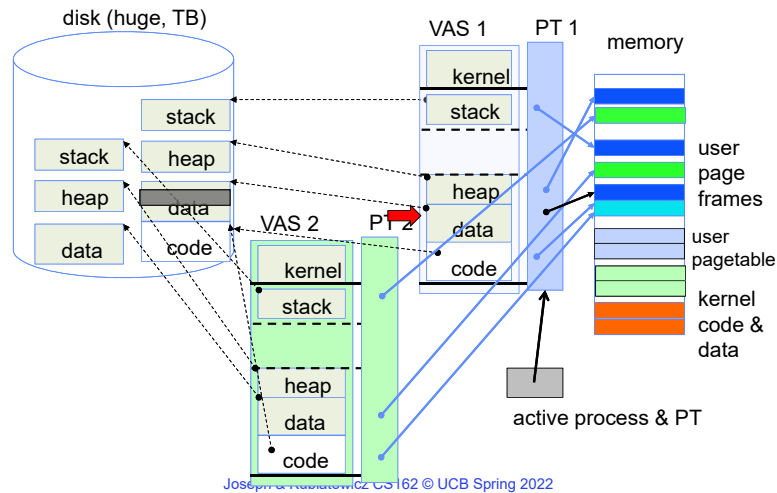 disk (huge, TB)
VAS 1
PT 1
memory
kernel
stack
heap
data
code
stack
heap
data
code
stack
heap
data
VAS 2
PT 2
kernel
stack
heap
data
code
user
page
frames
user
pagetable
kernel
code &
data
active process & PT
Joseph & Kubiatowicz CS162 © UCB Spring 2022